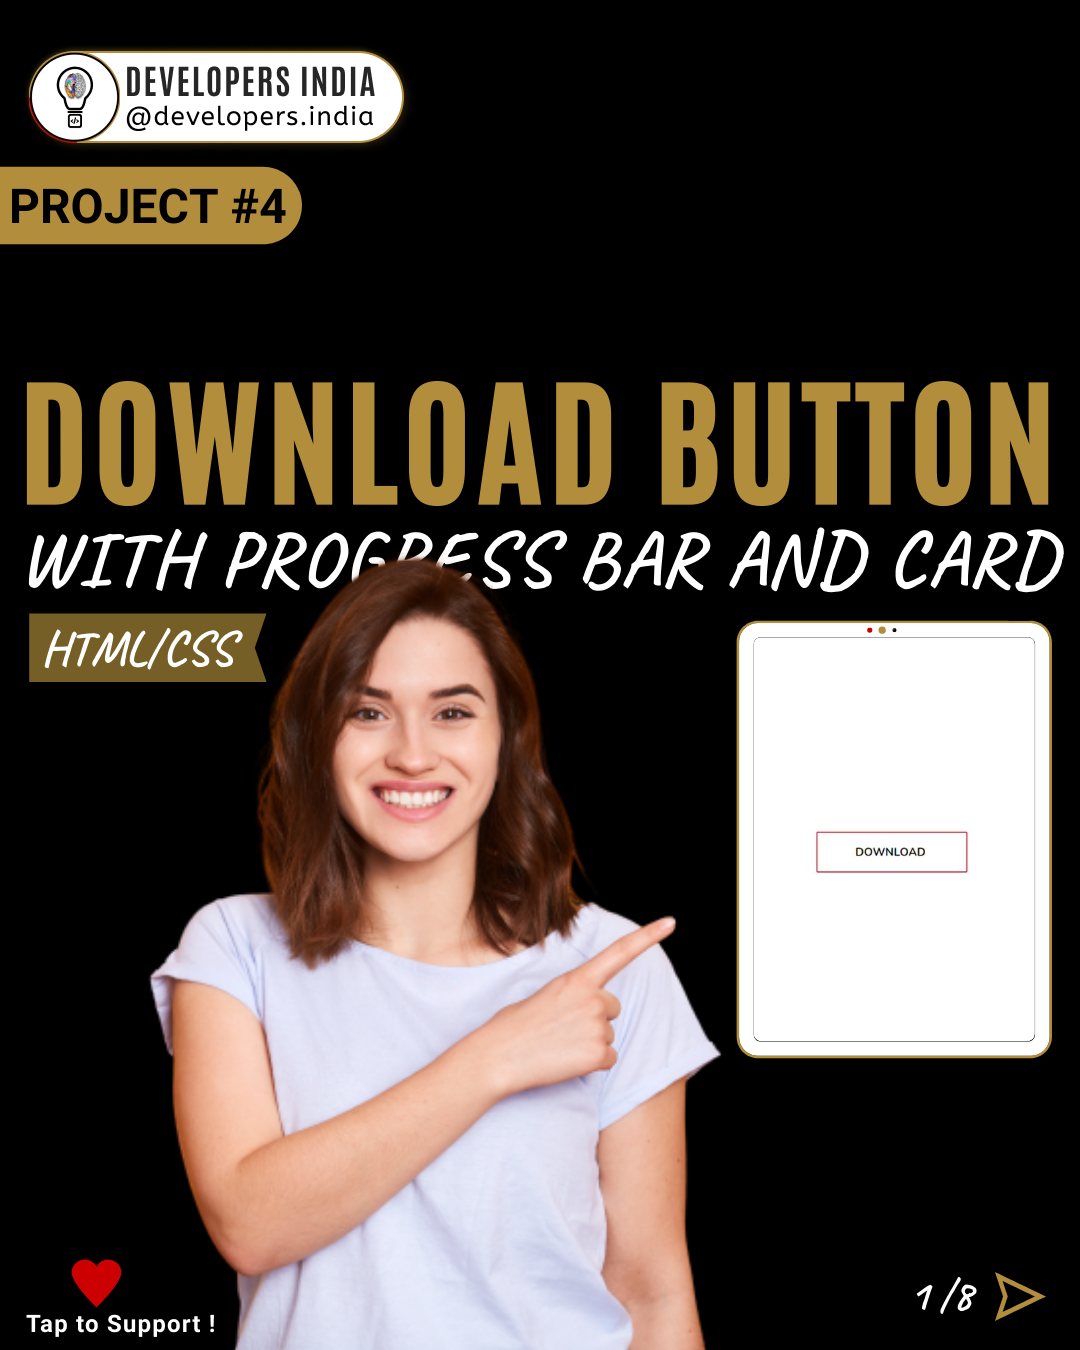 DEVELOPERS INDIA
@developers.india
PROJECT #4
DOWNLOAD BUTTON
WITH PROGRESS BAR AND CARD
HTML/CSS
DOWNLOAD
Tap to Support !
1/8